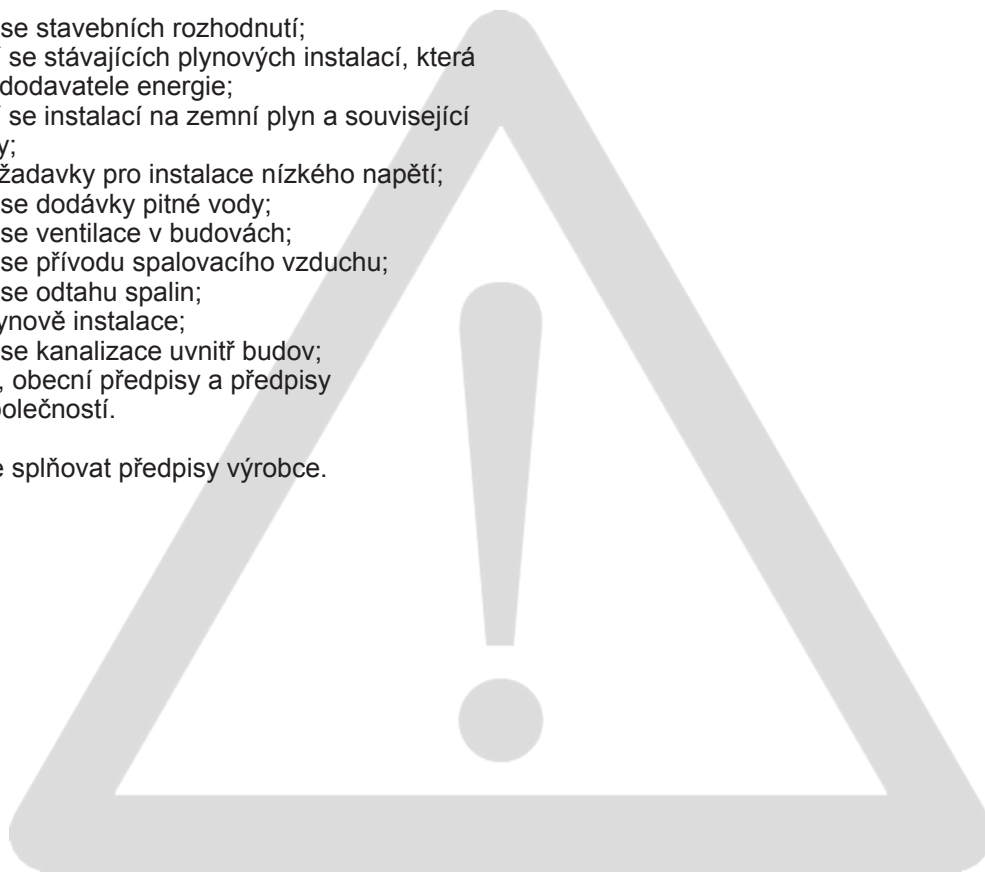 se stavebních rozhodnutí;
se stávajících plynových instalací, která
dodavatele energie;
se instalací na zemní plyn a související
y;
žadavky pro instalace nízkého napětí;
se dodávky pitné vody;
se ventilace v budovách;
se přívodu spalovacího vzduchu;
se odtahu spalin;
ynově instalace;
se kanalizace uvnitř budov;
, obecní předpisy a předpisy
polečností.
e splňovat předpisy výrobce.